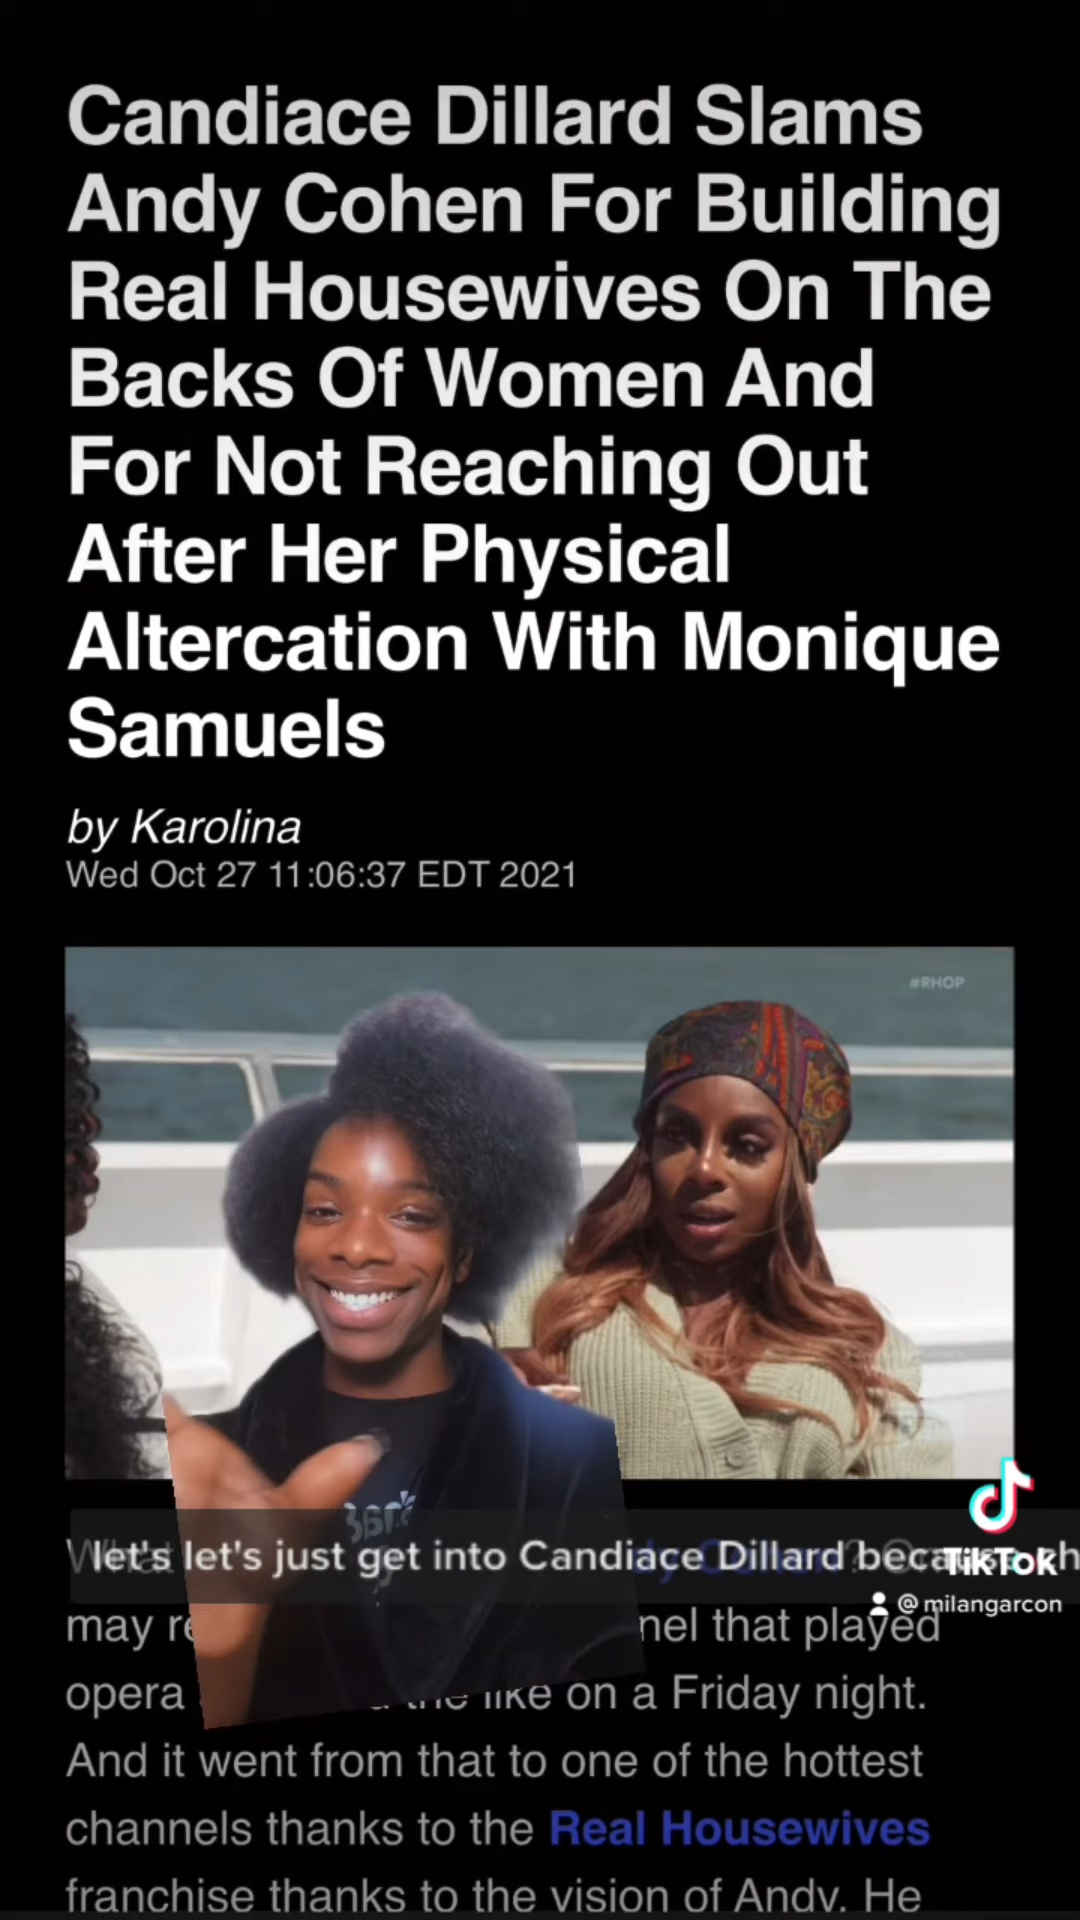 Candiace Dillard Slams
Andy Cohen For Building
Real Housewives On The
Backs Of Women And
For Not Reaching Out
After Her Physical
Altercation With Monique
Samuels
by Karolina
Wed Oct 27 11:06:37 EDT 2021
#RHOP
let's let's just get into Candiace Dillard because
TikTok
@milangarcon
may that played
opera like on a Friday night.
And it went from that to one of the hottest
channels thanks to the Real Housewives
franchise thanks to the vision of Andy. He